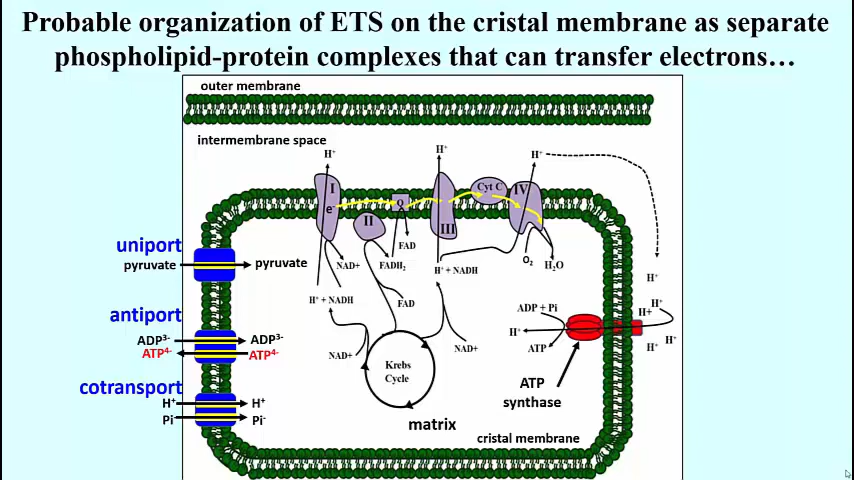 Probable organization of ETS on the cristal membrane as separate
phospholipid-protein complexes that can transfer electrons…
outer membrane
intermembrane space
H⁺
H⁺
H⁺
I
e⁻
II
Q
III
Cyt C
IV
FAD
NAD+
FADH₂
H⁺ + NADH
O₂
H₂O
H⁺ + NADH
FAD
NAD+
NAD+
Krebs
Cycle
matrix
uniport
pyruvate
pyruvate
antiport
ADP³⁻
ADP³⁻
ATP⁴⁻
ATP⁴⁻
cotransport
H⁺
H⁺
Pi⁻
Pi⁻
ADP + Pi
H⁺
ATP
ATP
synthase
H⁺
H⁺
H+
H⁺
H⁺
cristal membrane